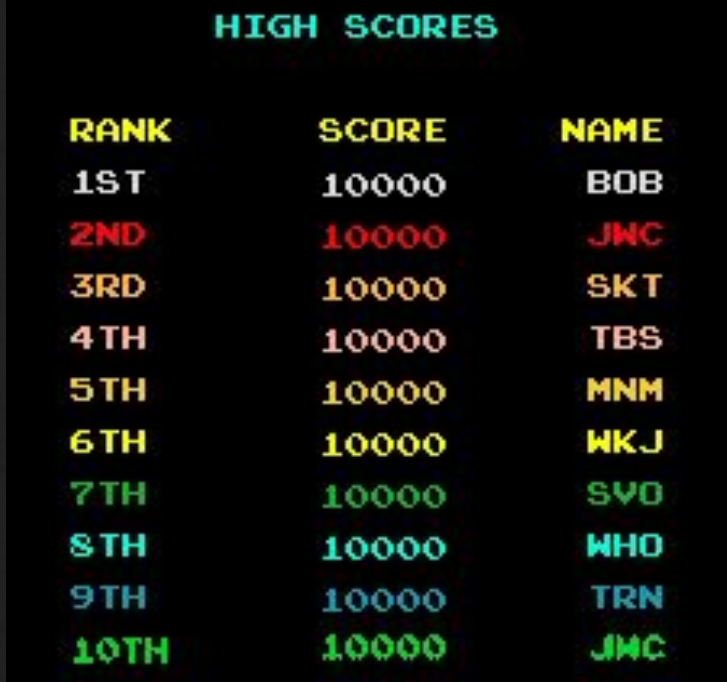 HIGH SCORES
RANK SCORE NAME
1ST 10000 BOB
2ND 10000 JWC
3RD 10000 SKT
4TH 10000 TBS
5TH 10000 MNM
6TH 10000 WKJ
7TH 10000 SVO
8TH 10000 WHO
9TH 10000 TRN
10TH 10000 JWC